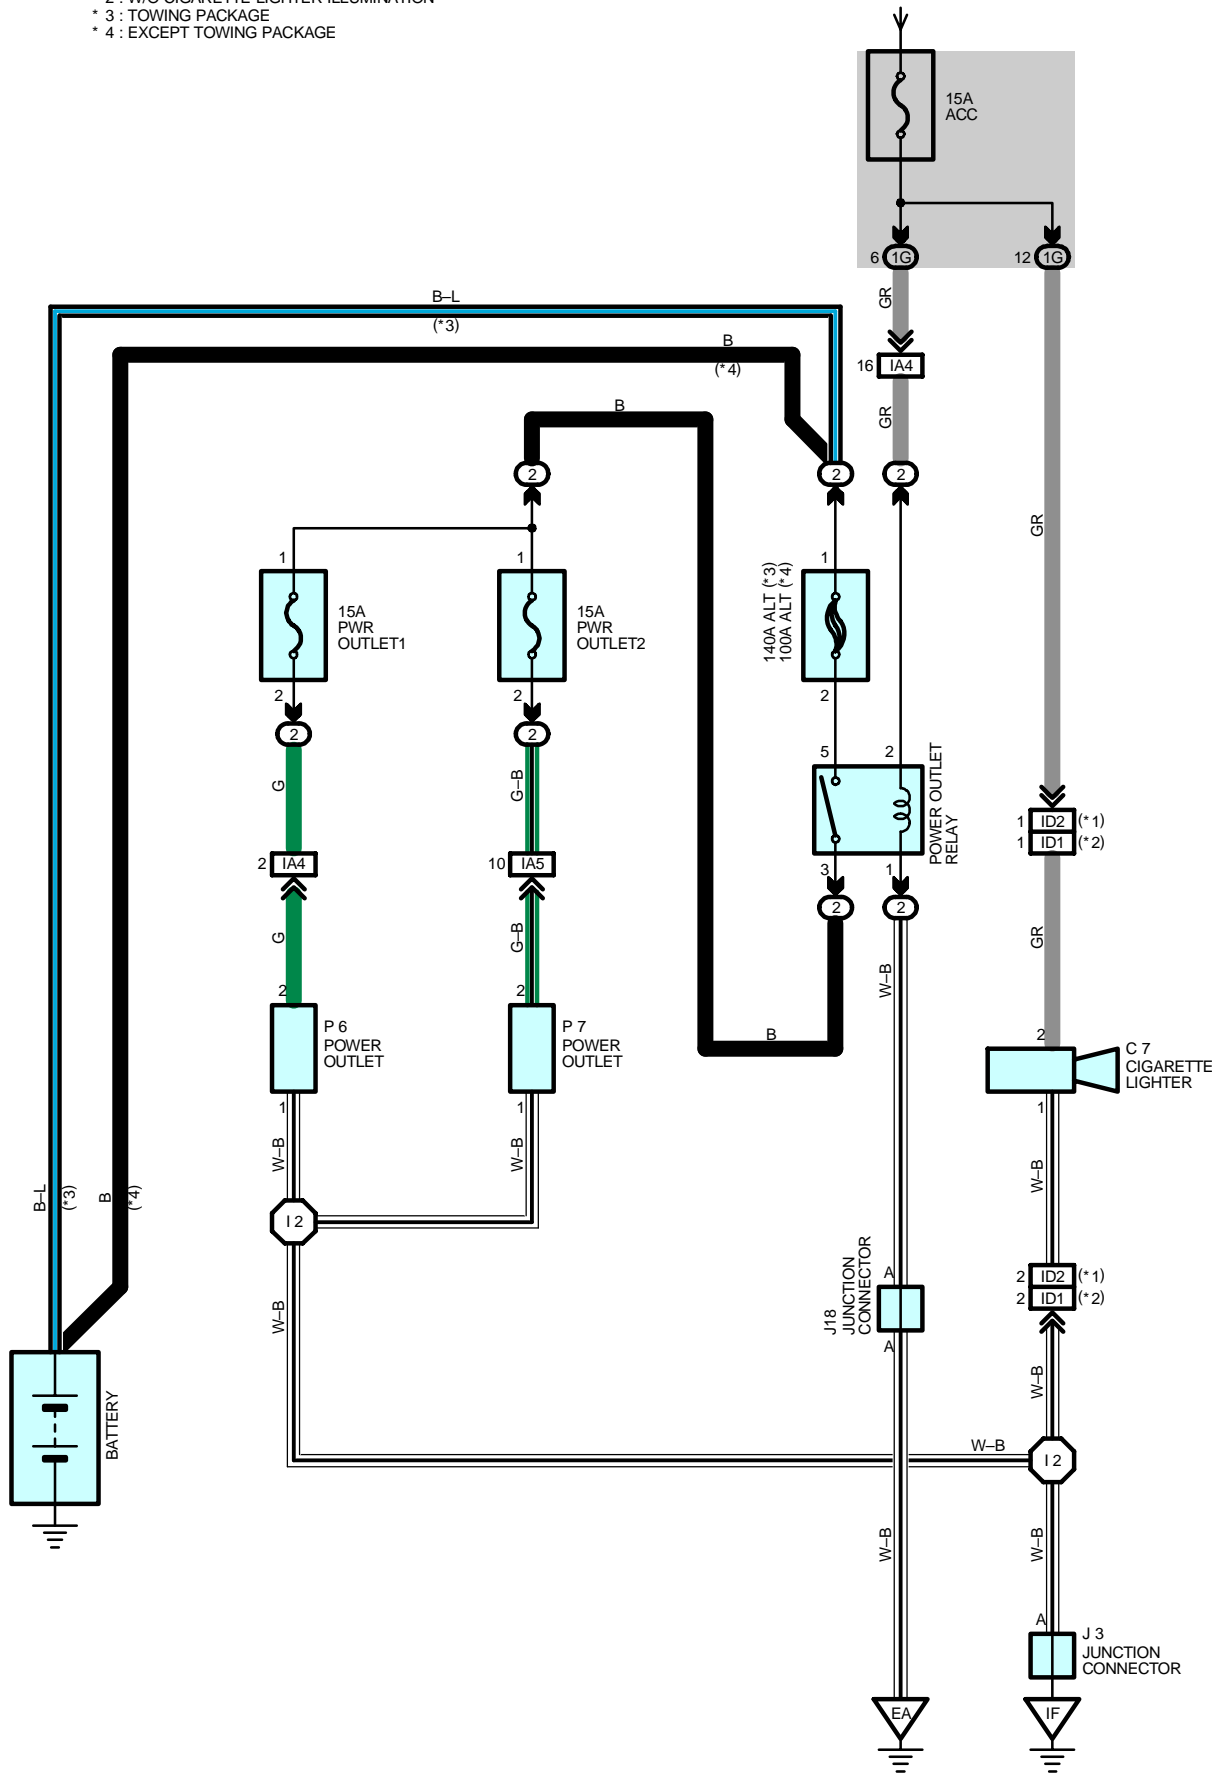 * 2 : W/O CIGARETTE LIGHTER ILLUMINATION
* 3 : TOWING PACKAGE
* 4 : EXCEPT TOWING PACKAGE
15A
ACC
6 1G
12 1G
GR
B–L
(*3)
B
(*4)
16 IA4
GR
B
2
2
2
GR
1
1
1
15A
PWR
OUTLET1
15A
PWR
OUTLET2
140A ALT (*3)
100A ALT (*4)
2
2
2
2
2
5
2
POWER OUTLET
RELAY
G
G–B
1 ID2 (*1)
1 ID1 (*2)
2 IA4
10 IA5
3
1
2
2
G
G–B
W–B
GR
2
2
P 6
POWER
OUTLET
P 7
POWER
OUTLET
B
2
C 7
CIGARETTE
LIGHTER
1
1
1
W–B
W–B
W–B
B–L
(*3)
B
(*4)
I 2
J18
JUNCTION
CONNECTOR
A
A
2 ID2 (*1)
2 ID1 (*2)
W–B
W–B
BATTERY
W–B
I 2
W–B
W–B
A
J 3
JUNCTION
CONNECTOR
EA
IF